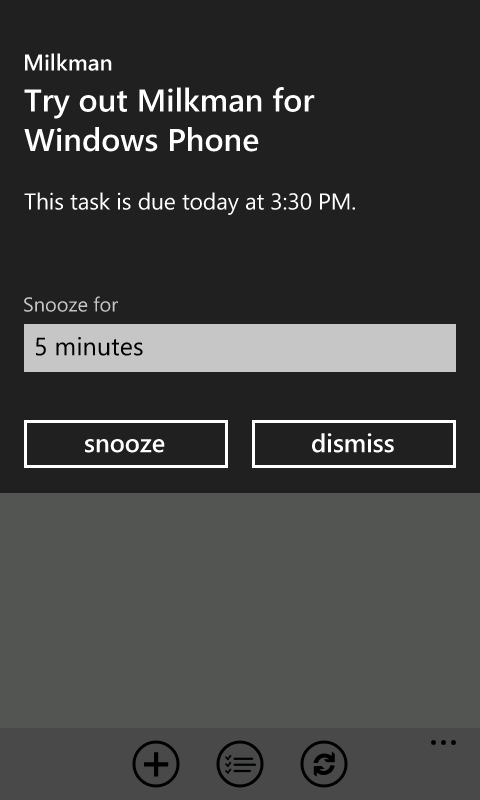 Milkman
Try out Milkman for
Windows Phone
This task is due today at 3:30 PM.
Snooze for
5 minutes
snooze
dismiss